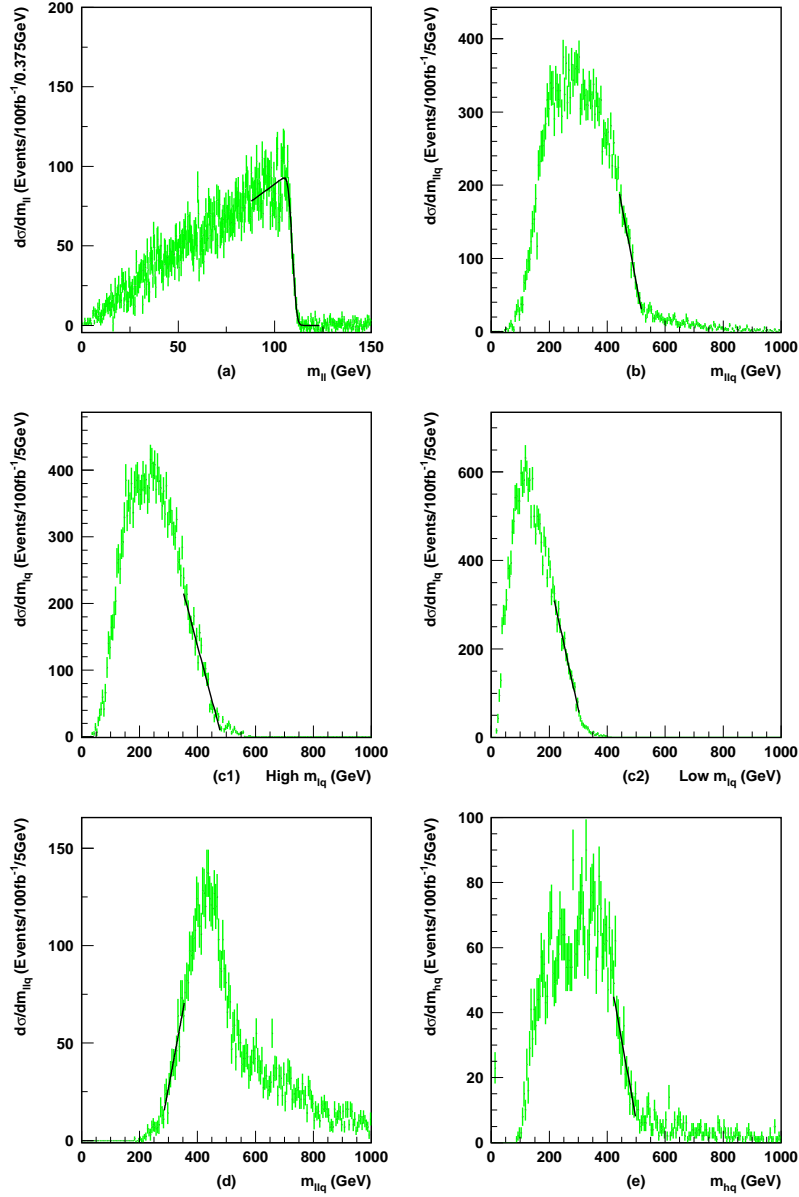 dσ/dm_ll (Events/100fb⁻¹/0.375GeV)
200
150
100
50
0
0 50 100 150
(a) m_ll (GeV)
dσ/dm_llq (Events/100fb⁻¹/5GeV)
400
300
200
100
0
0 200 400 600 800 1000
(b) m_llq (GeV)
dσ/dm_lq (Events/100fb⁻¹/5GeV)
400
300
200
100
0
0 200 400 600 800 1000
(c1) High m_lq (GeV)
dσ/dm_lq (Events/100fb⁻¹/5GeV)
600
400
200
0
0 200 400 600 800 1000
(c2) Low m_lq (GeV)
dσ/dm_llq (Events/100fb⁻¹/5GeV)
150
100
50
0
0 200 400 600 800 1000
(d) m_llq (GeV)
dσ/dm_hq (Events/100fb⁻¹/5GeV)
100
80
60
40
20
0
0 200 400 600 800 1000
(e) m_hq (GeV)